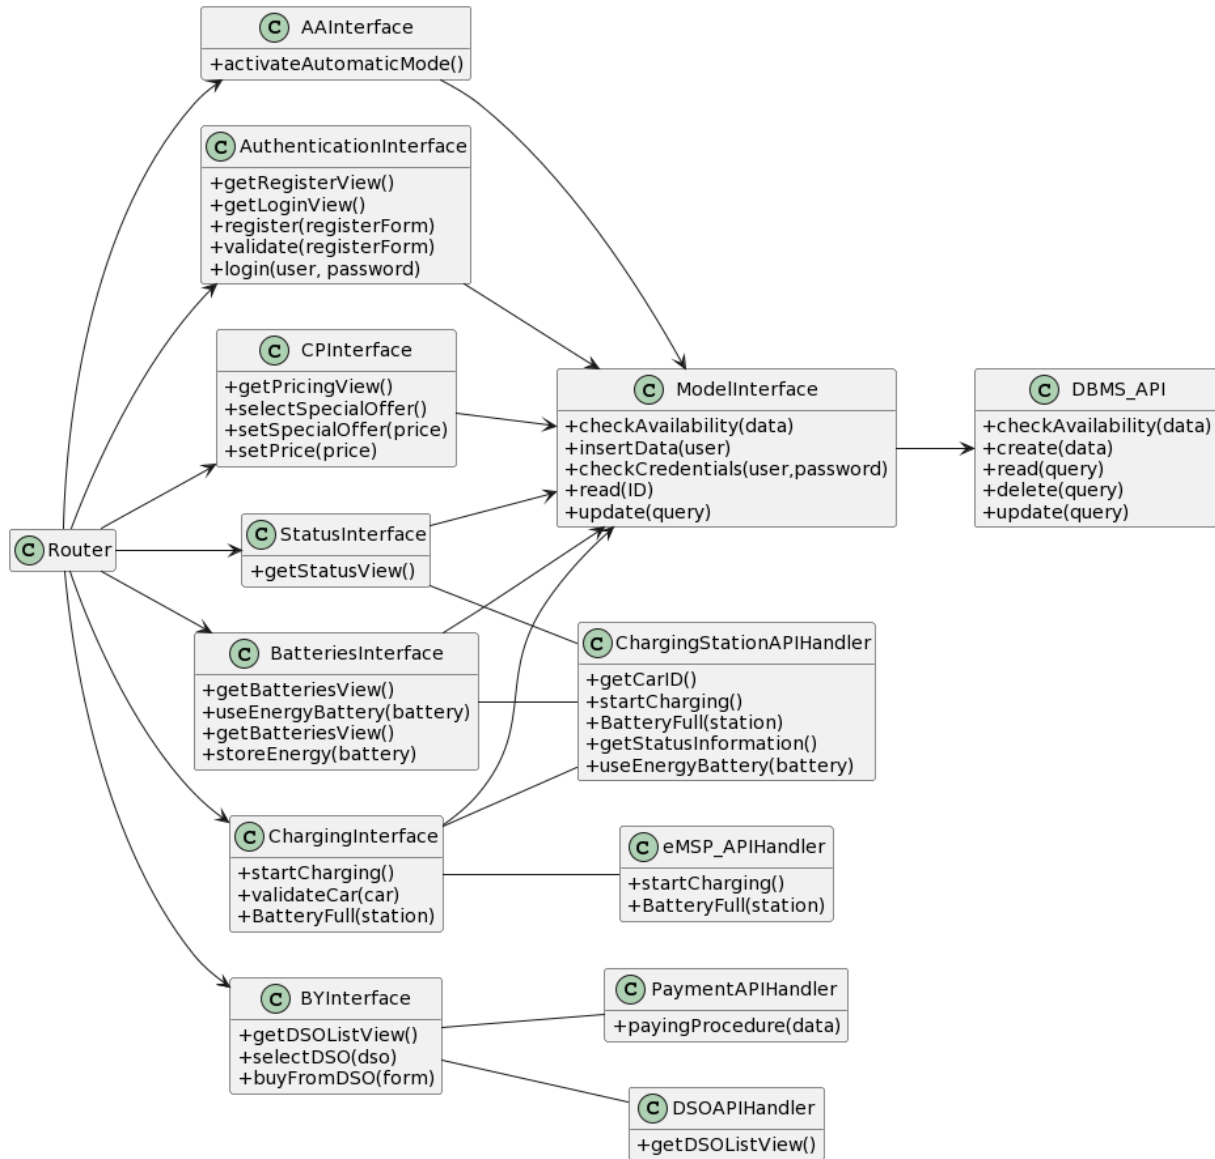 C AAInterface
+activateAutomaticMode()
C AuthenticationInterface
+getRegisterView()
+getLoginView()
+register(registerForm)
+validate(registerForm)
+login(user, password)
C CPInterface
+getPricingView()
+selectSpecialOffer()
+setSpecialOffer(price)
+setPrice(price)
C ModelInterface
+checkAvailability(data)
+insertData(user)
+checkCredentials(user,password)
+read(ID)
+update(query)
C DBMS_API
+checkAvailability(data)
+create(data)
+read(query)
+delete(query)
+update(query)
C Router
C StatusInterface
+getStatusView()
C BatteriesInterface
+getBatteriesView()
+useEnergyBattery(battery)
+getBatteriesView()
+storeEnergy(battery)
C ChargingStationAPIHandler
+getCarID()
+startCharging()
+BatteryFull(station)
+getStatusInformation()
+useEnergyBattery(battery)
C ChargingInterface
+startCharging()
+validateCar(car)
+BatteryFull(station)
C eMSP_APIHandler
+startCharging()
+BatteryFull(station)
C BYInterface
+getDSOListView()
+selectDSO(dso)
+buyFromDSO(form)
C PaymentAPIHandler
+payingProcedure(data)
C DSOAPIHandler
+getDSOListView()